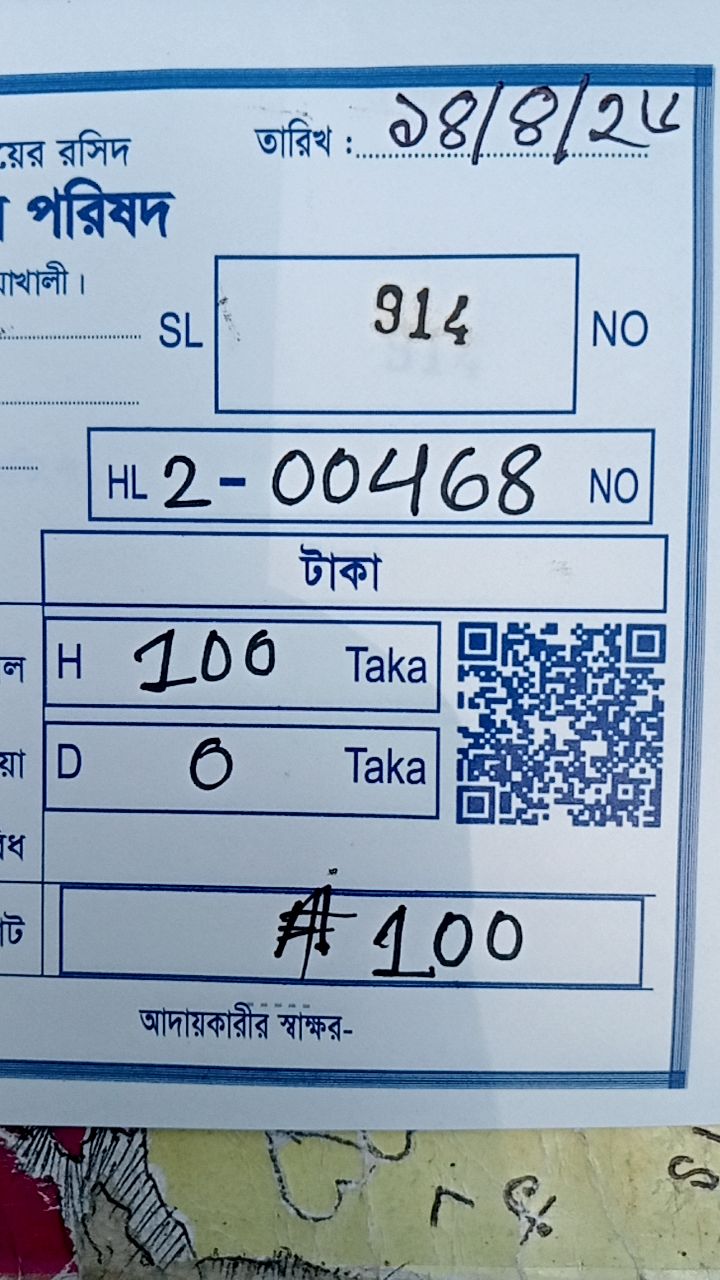 য়ের রসিদ
তারিখ : ১৪/৪/২৫
পরিষদ
য়াখালী।
SL 914 NO
HL 2-00468 NO
টাকা
H 100 Taka
D 0 Taka
100
আদায়কারীর স্বাক্ষর-